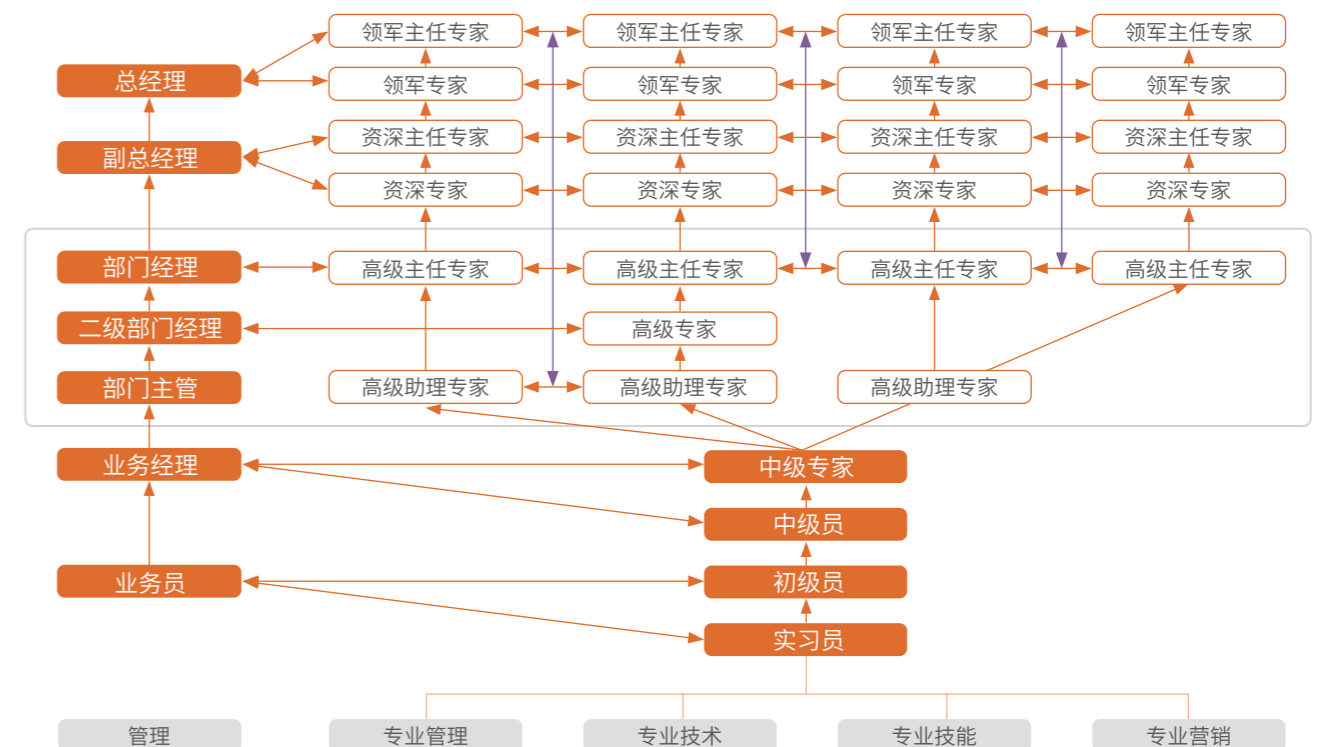 领军主任专家
领军主任专家
领军主任专家
领军主任专家
总经理
领军专家
领军专家
领军专家
领军专家
资深主任专家
资深主任专家
资深主任专家
资深主任专家
副总经理
资深专家
资深专家
资深专家
资深专家
部门经理
高级主任专家
高级主任专家
高级主任专家
高级主任专家
二级部门经理
高级专家
部门主管
高级助理专家
高级助理专家
高级助理专家
业务经理
中级专家
中级员
业务员
初级员
实习员
管理
专业管理
专业技术
专业技能
专业营销